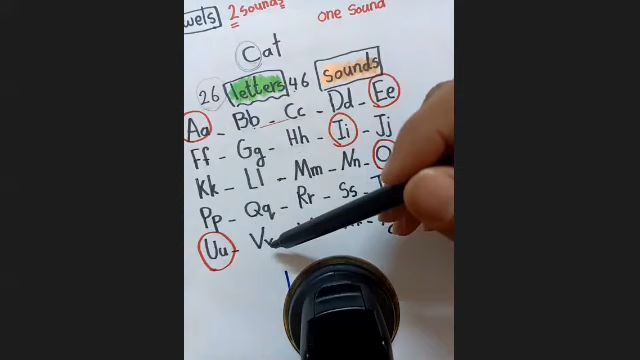 2 sounds One Sound
Cat
26 letters 46 sounds
Aa - Bb - Cc - Dd - Ee
Ff - Gg - Hh - Ii - Jj
Kk - Ll - Mm - Nn -
Pp - Qq - Rr - Ss -
Uu - Vv